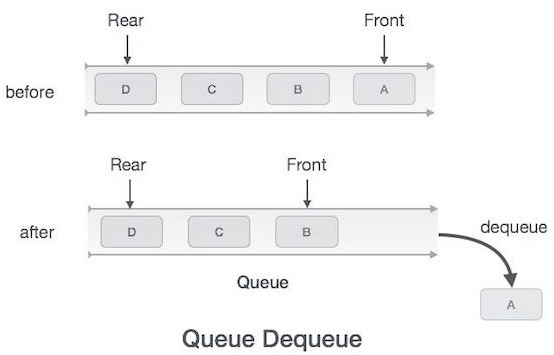 Rear Front
before D C B A
Rear Front
after D C B dequeue
Queue
A
Queue Dequeue